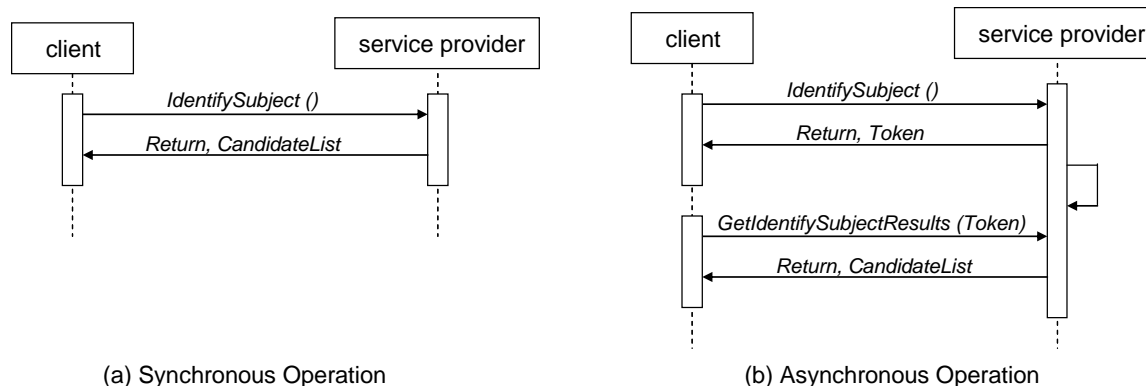 client
service provider
IdentifySubject ()
Return, CandidateList
(a) Synchronous Operation
client
service provider
IdentifySubject ()
Return, Token
GetIdentifySubjectResults (Token)
Return, CandidateList
(b) Asynchronous Operation